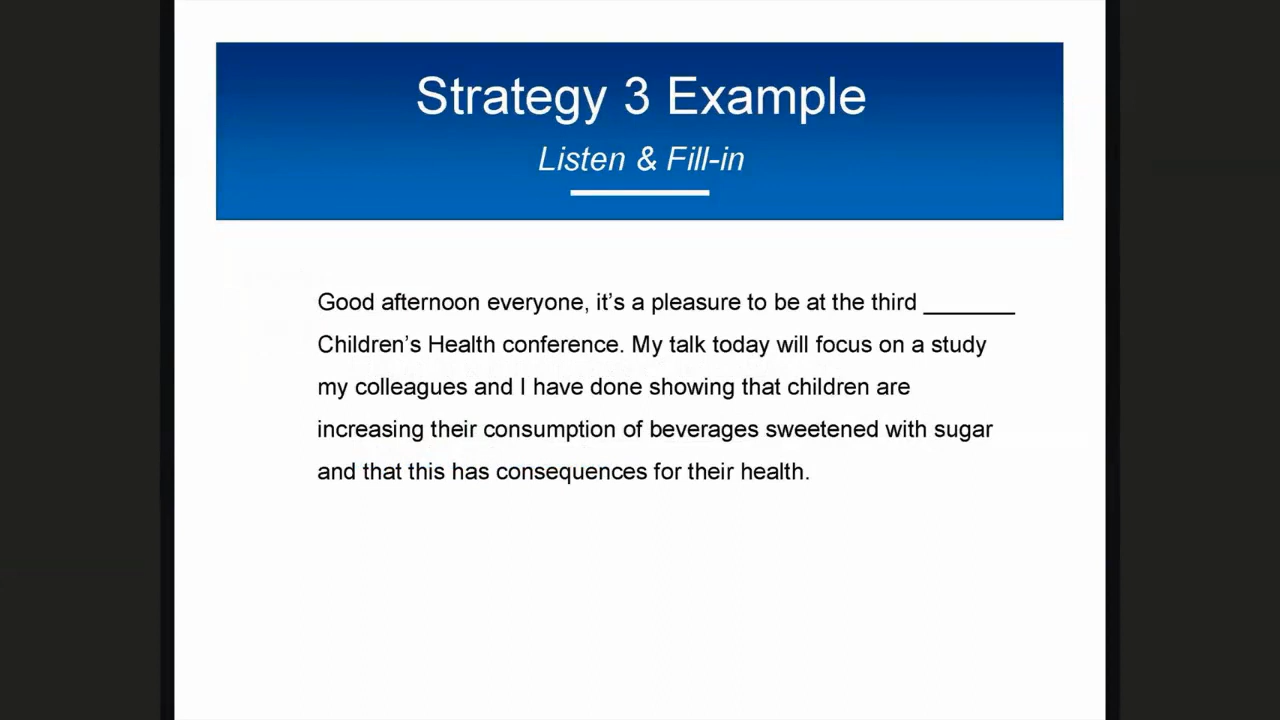 Strategy 3 Example
Listen & Fill-in
Good afternoon everyone, it’s a pleasure to be at the third _______
Children’s Health conference. My talk today will focus on a study
my colleagues and I have done showing that children are
increasing their consumption of beverages sweetened with sugar
and that this has consequences for their health.